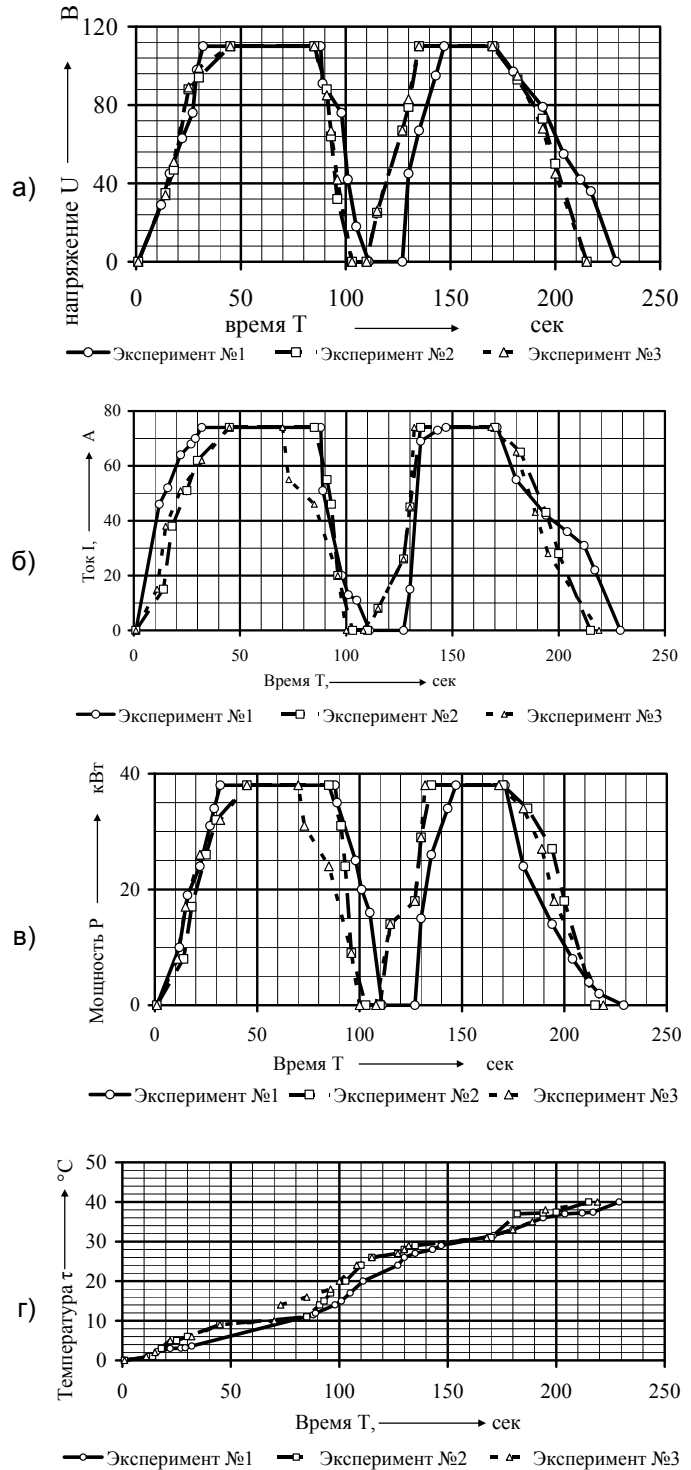 а)
напряжение U
В
120
80
40
0
0 50 100 150 200 250
время T сек
Эксперимент №1 Эксперимент №2 Эксперимент №3
б)
Ток I, А
80
60
40
20
0
0 50 100 150 200 250
Время T, сек
Эксперимент №1 Эксперимент №2 Эксперимент №3
в)
Мощность P кВт
40
20
0
0 50 100 150 200 250
Время T сек
Эксперимент №1 Эксперимент №2 Эксперимент №3
г)
Температура τ °C
50
40
30
20
10
0
0 50 100 150 200 250
Время T, сек
Эксперимент №1 Эксперимент №2 Эксперимент №3